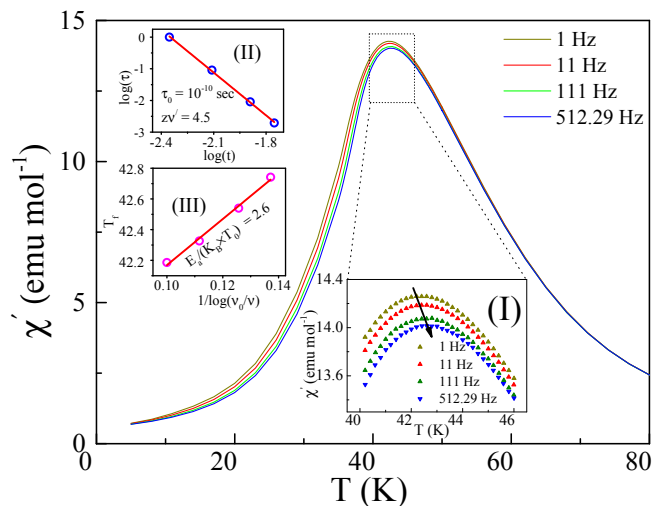 15
10
5
0
χ′ (emu mol⁻¹)
0
20
40
60
80
T (K)
1 Hz
11 Hz
111 Hz
512.29 Hz
(II)
0
-1
-2
-3
log(τ)
τ₀ = 10⁻¹⁰ sec
zν′ = 4.5
-2.4
-2.1
-1.8
log(t)
(III)
42.8
42.6
42.4
42.2
T_f
E_a/(K_B×T_0) = 2.6
0.10
0.12
0.14
1/log(ν₀/ν)
(I)
14.4
14.0
13.6
χ′ (emu mol⁻¹)
1 Hz
11 Hz
111 Hz
512.29 Hz
40
42
44
46
T (K)